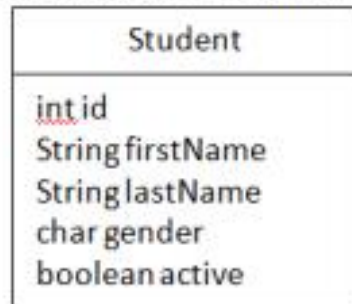 Student
int id
String firstName
String lastName
char gender
boolean active